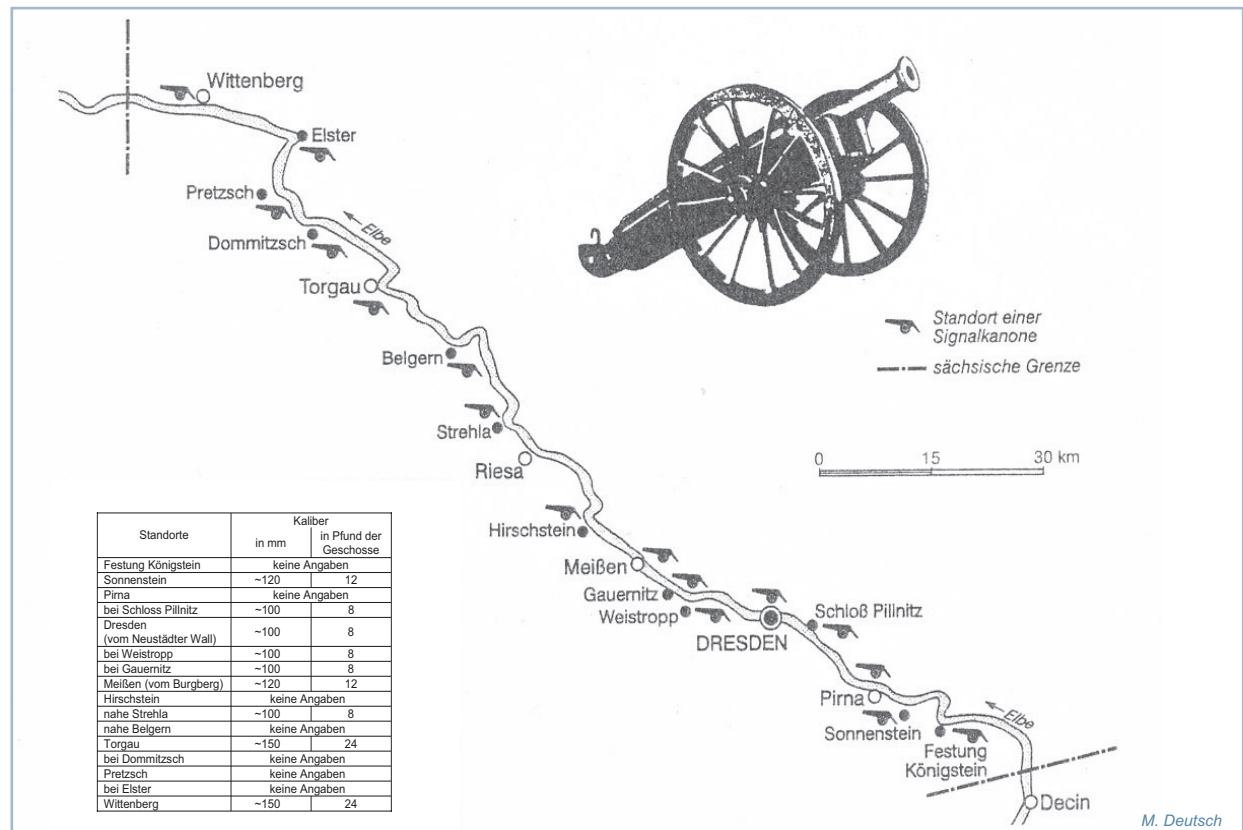 Wittenberg
Elster
Pretzsch
Elbe
Dommitzsch
Torgau
Belgern
Strehla
Riesa
Standort einer
Signalkanone
sächsische Grenze
0 15 30 km
Hirschstein
Meißen
Gauernitz
Weistropp
DRESDEN
Schloß Pillnitz
Pirna
Sonnenstein
Festung
Königstein
Elbe
Decin
Standorte Kaliber
in mm in Pfund der
Geschosse
Festung Königstein keine Angaben
Sonnenstein ~120 12
Pirna keine Angaben
bei Schloss Pillnitz ~100 8
Dresden
(vom Neustädter Wall) ~100 8
bei Weistropp ~100 8
bei Gauernitz ~100 8
Meißen (vom Burgberg) ~120 12
Hirschstein keine Angaben
nahe Strehla ~100 8
nahe Belgern keine Angaben
Torgau ~150 24
bei Dommitzsch keine Angaben
Pretzsch keine Angaben
bei Elster keine Angaben
Wittenberg ~150 24
M. Deutsch